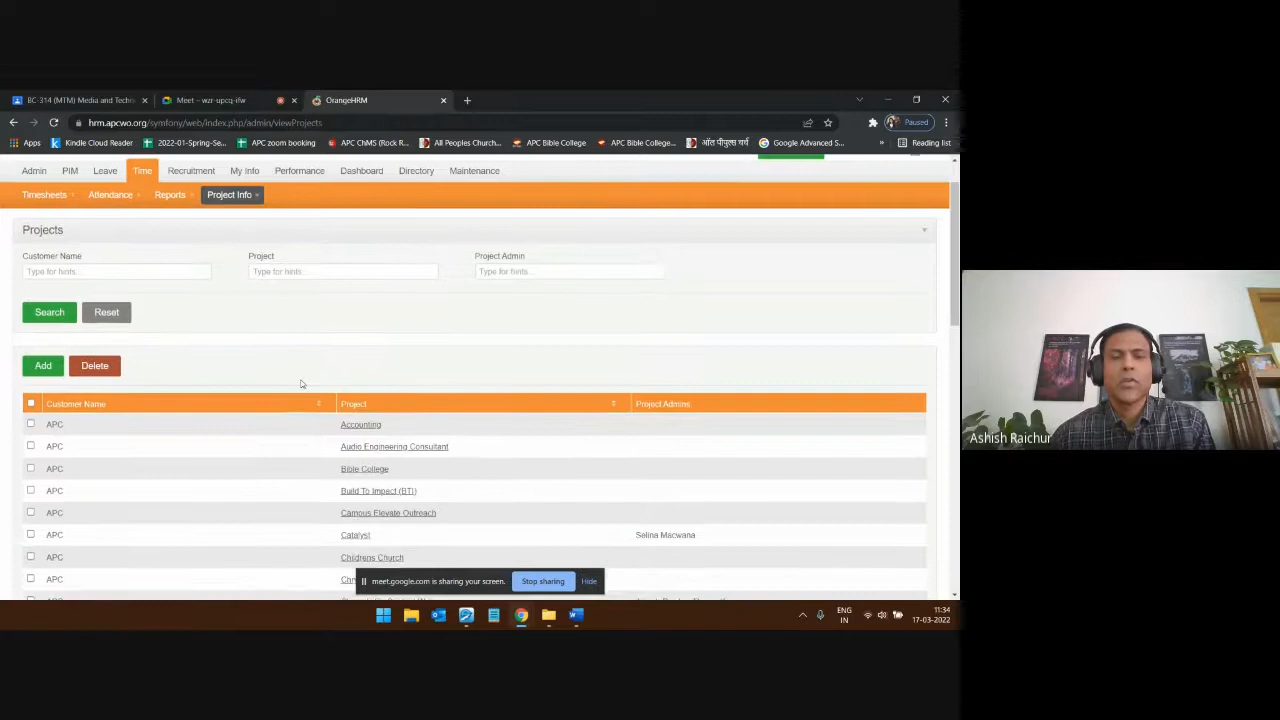 BC-314 (MTM) Media and Techn
Meet – wzr-upcq-ifw
OrangeHRM
hrm.apcwo.org/symfony/web/index.php/admin/viewProjects
Paused
Apps
Kindle Cloud Reader
2022-01-Spring-Se...
APC zoom booking
APC ChMS (Rock R...
All Peoples Church...
APC Bible College
APC Bible College...
ऑल पीपुल्स चर्च
Google Advanced S...
»
Reading list
Admin
PIM
Leave
Time
Recruitment
My Info
Performance
Dashboard
Directory
Maintenance
Timesheets
Attendance
Reports
Project Info
Projects
Customer Name
Project
Project Admin
Type for hints...
Type for hints...
Type for hints...
Search
Reset
Add
Delete
Customer Name
Project
Project Admins
APC
Accounting
APC
Audio Engineering Consultant
APC
Bible College
APC
Build To Impact (BTI)
APC
Campus Elevate Outreach
APC
Catalyst
Selina Macwana
APC
Childrens Church
APC
meet.google.com is sharing your screen.
Stop sharing
Hide
ENG
IN
11:34
17-03-2022
Ashish Raichur